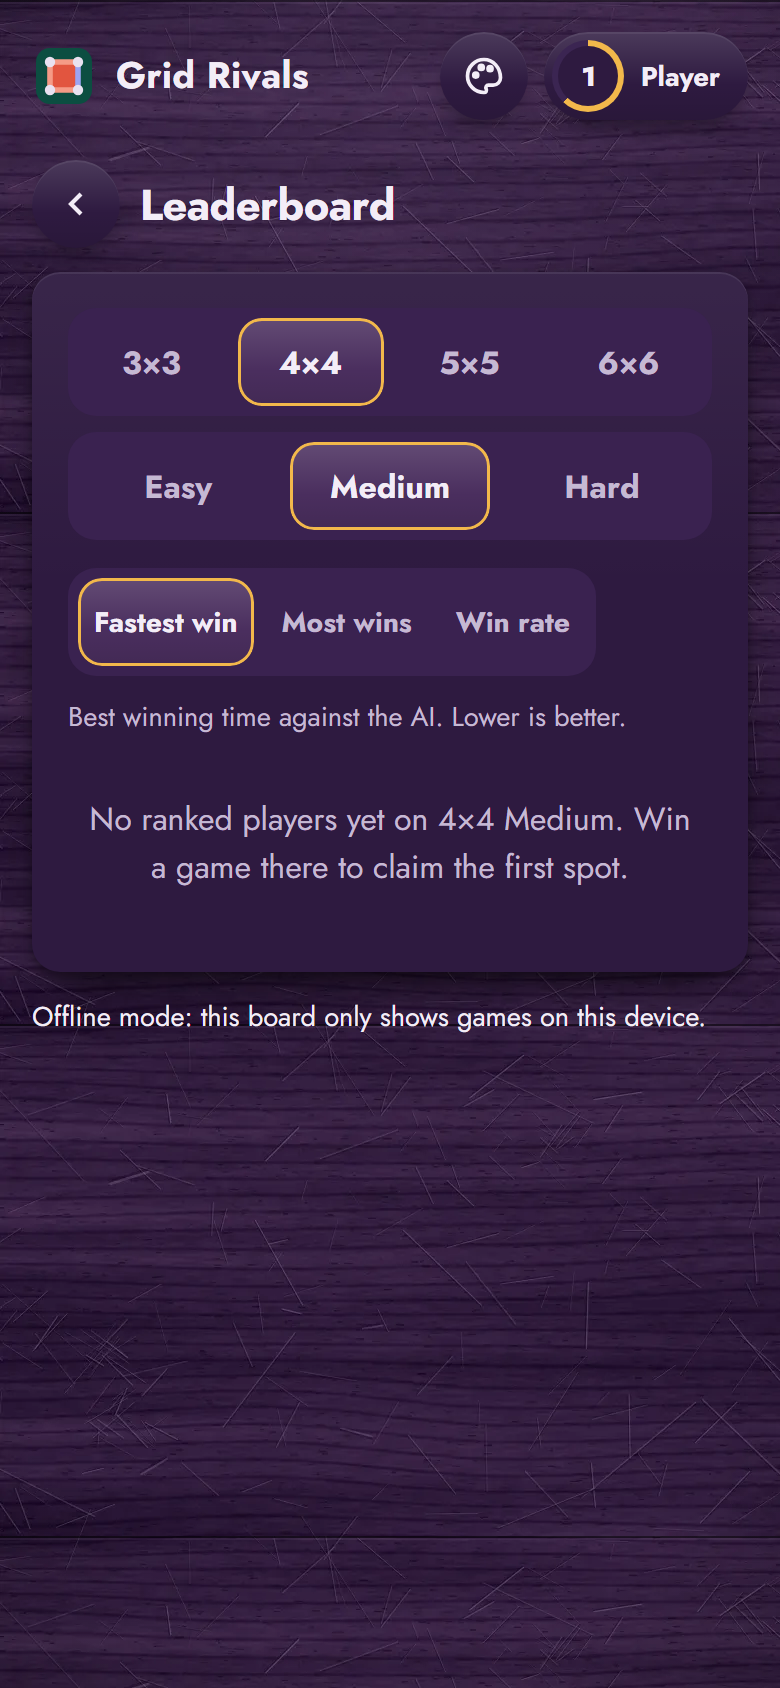 Grid Rivals
1 Player
Leaderboard
3×3 4×4 5×5 6×6
Easy Medium Hard
Fastest win Most wins Win rate
Best winning time against the AI. Lower is better.
No ranked players yet on 4×4 Medium. Win
a game there to claim the first spot.
Offline mode: this board only shows games on this device.